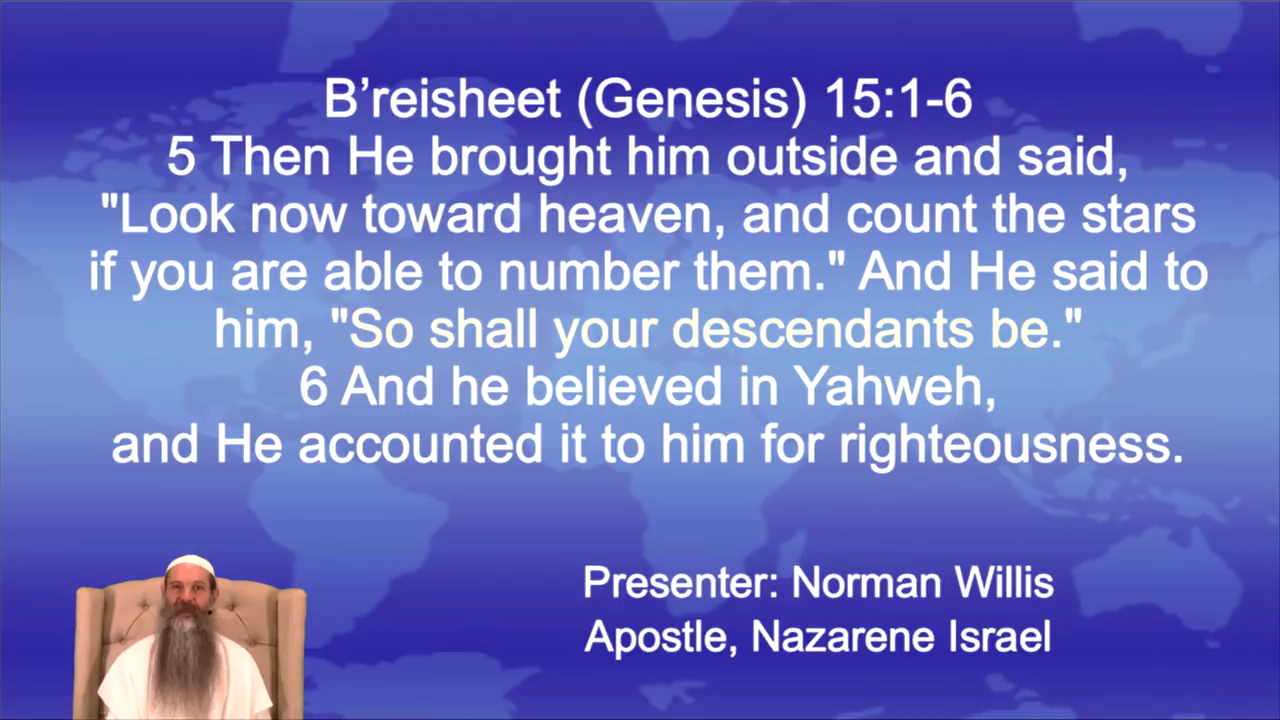 B’reisheet (Genesis) 15:1-6
5 Then He brought him outside and said,
"Look now toward heaven, and count the stars
if you are able to number them." And He said to
him, "So shall your descendants be."
6 And he believed in Yahweh,
and He accounted it to him for righteousness.
Presenter: Norman Willis
Apostle, Nazarene Israel